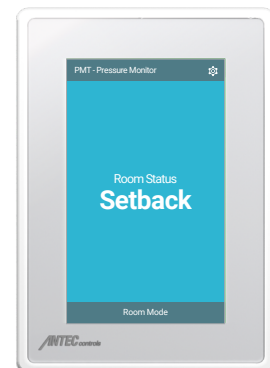 PMT - Pressure Monitor
Room Status
Setback
Room Mode
ANTEC controls